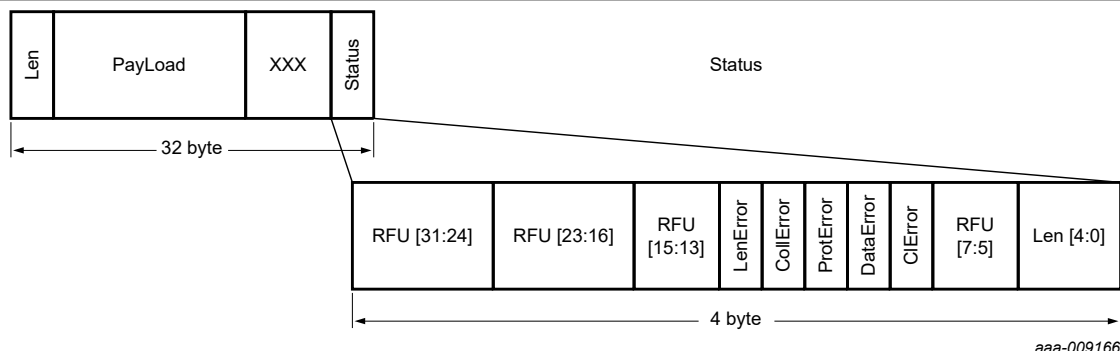 Len
PayLoad
XXX
Status
Status
32 byte
RFU [31:24]
RFU [23:16]
RFU
[15:13]
LenError
CollError
ProtError
DataError
ClError
RFU
[7:5]
Len [4:0]
4 byte
aaa-009166